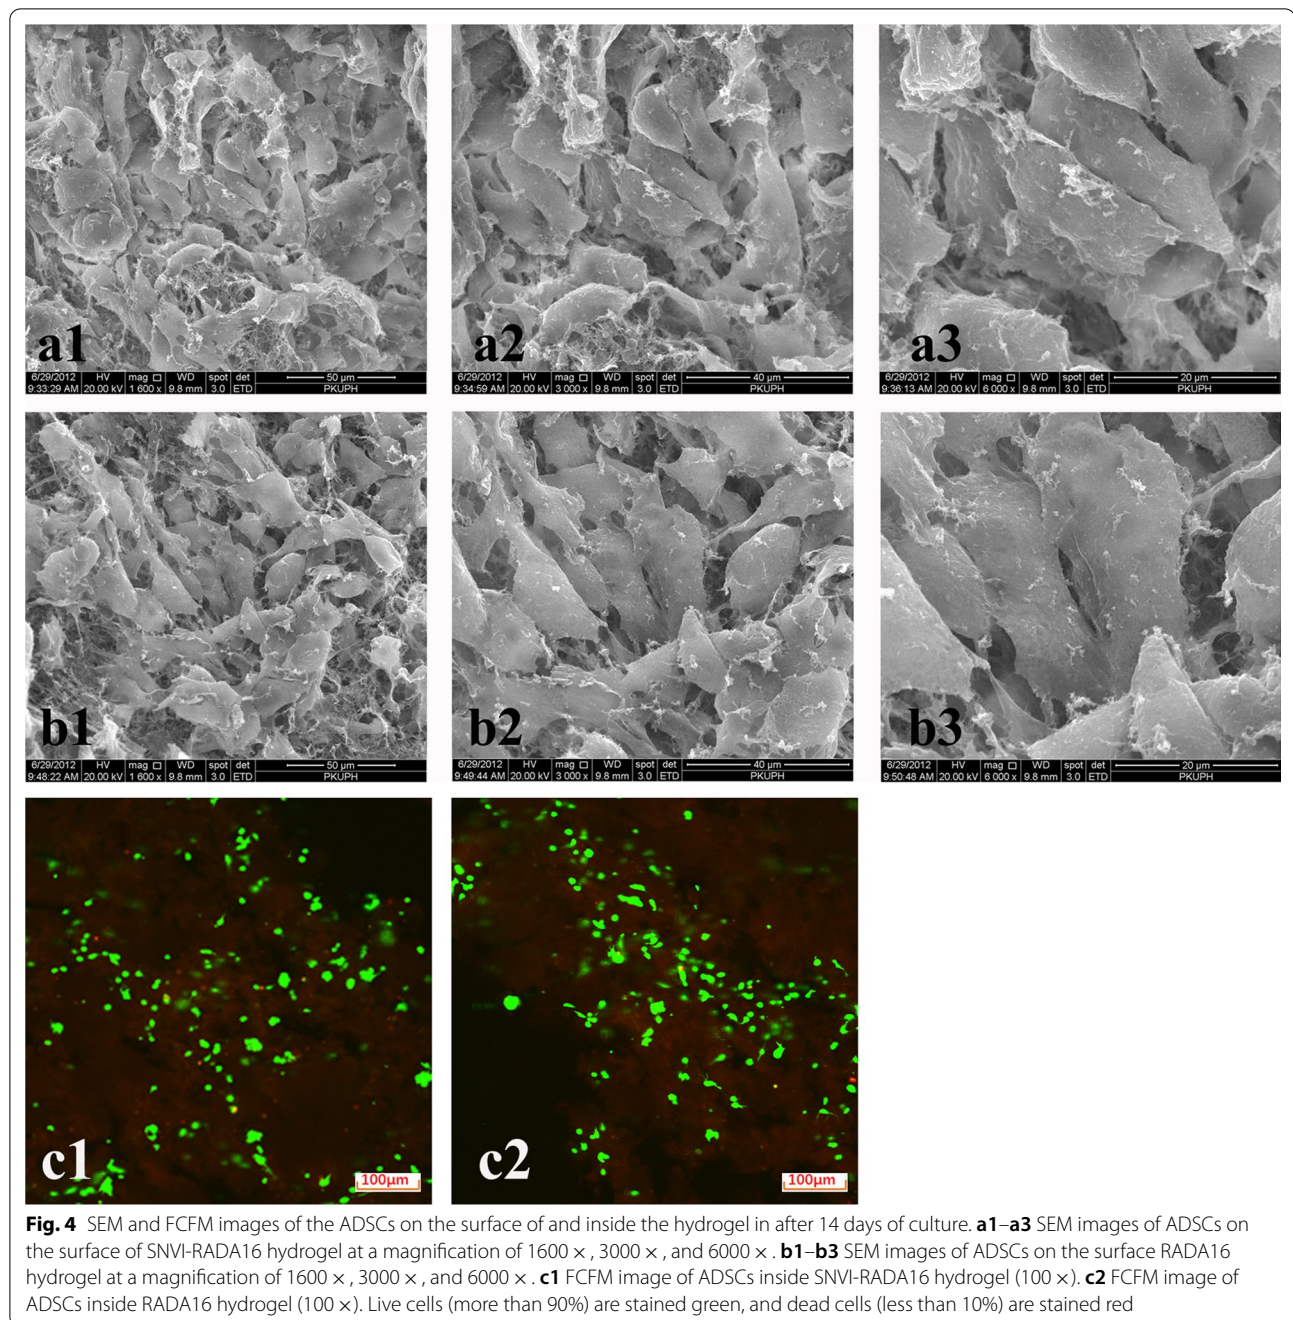 a1
6/29/2012 HV mag □ WD spot det 50 µm
9:33:29 AM 20.00 kV 1 600 x 9.8 mm 3.0 ETD PKUPH
a2
6/29/2012 HV mag □ WD spot det 40 µm
9:34:59 AM 20.00 kV 3 000 x 9.8 mm 3.0 ETD PKUPH
a3
6/29/2012 HV mag □ WD spot det 20 µm
9:36:13 AM 20.00 kV 6 000 x 9.8 mm 3.0 ETD PKUPH
b1
6/29/2012 HV mag □ WD spot det 50 µm
9:48:22 AM 20.00 kV 1 600 x 9.8 mm 3.0 ETD PKUPH
b2
6/29/2012 HV mag □ WD spot det 40 µm
9:49:44 AM 20.00 kV 3 000 x 9.8 mm 3.0 ETD PKUPH
b3
6/29/2012 HV mag □ WD spot det 20 µm
9:50:48 AM 20.00 kV 6 000 x 9.8 mm 3.0 ETD PKUPH
c1
100µm
c2
100µm
Fig. 4 SEM and FCFM images of the ADSCs on the surface of and inside the hydrogel in after 14 days of culture. a1–a3 SEM images of ADSCs on
the surface of SNVI-RADA16 hydrogel at a magnification of 1600 ×, 3000 ×, and 6000 ×. b1–b3 SEM images of ADSCs on the surface RADA16
hydrogel at a magnification of 1600 ×, 3000 ×, and 6000 ×. c1 FCFM image of ADSCs inside SNVI-RADA16 hydrogel (100 ×). c2 FCFM image of
ADSCs inside RADA16 hydrogel (100 ×). Live cells (more than 90%) are stained green, and dead cells (less than 10%) are stained red